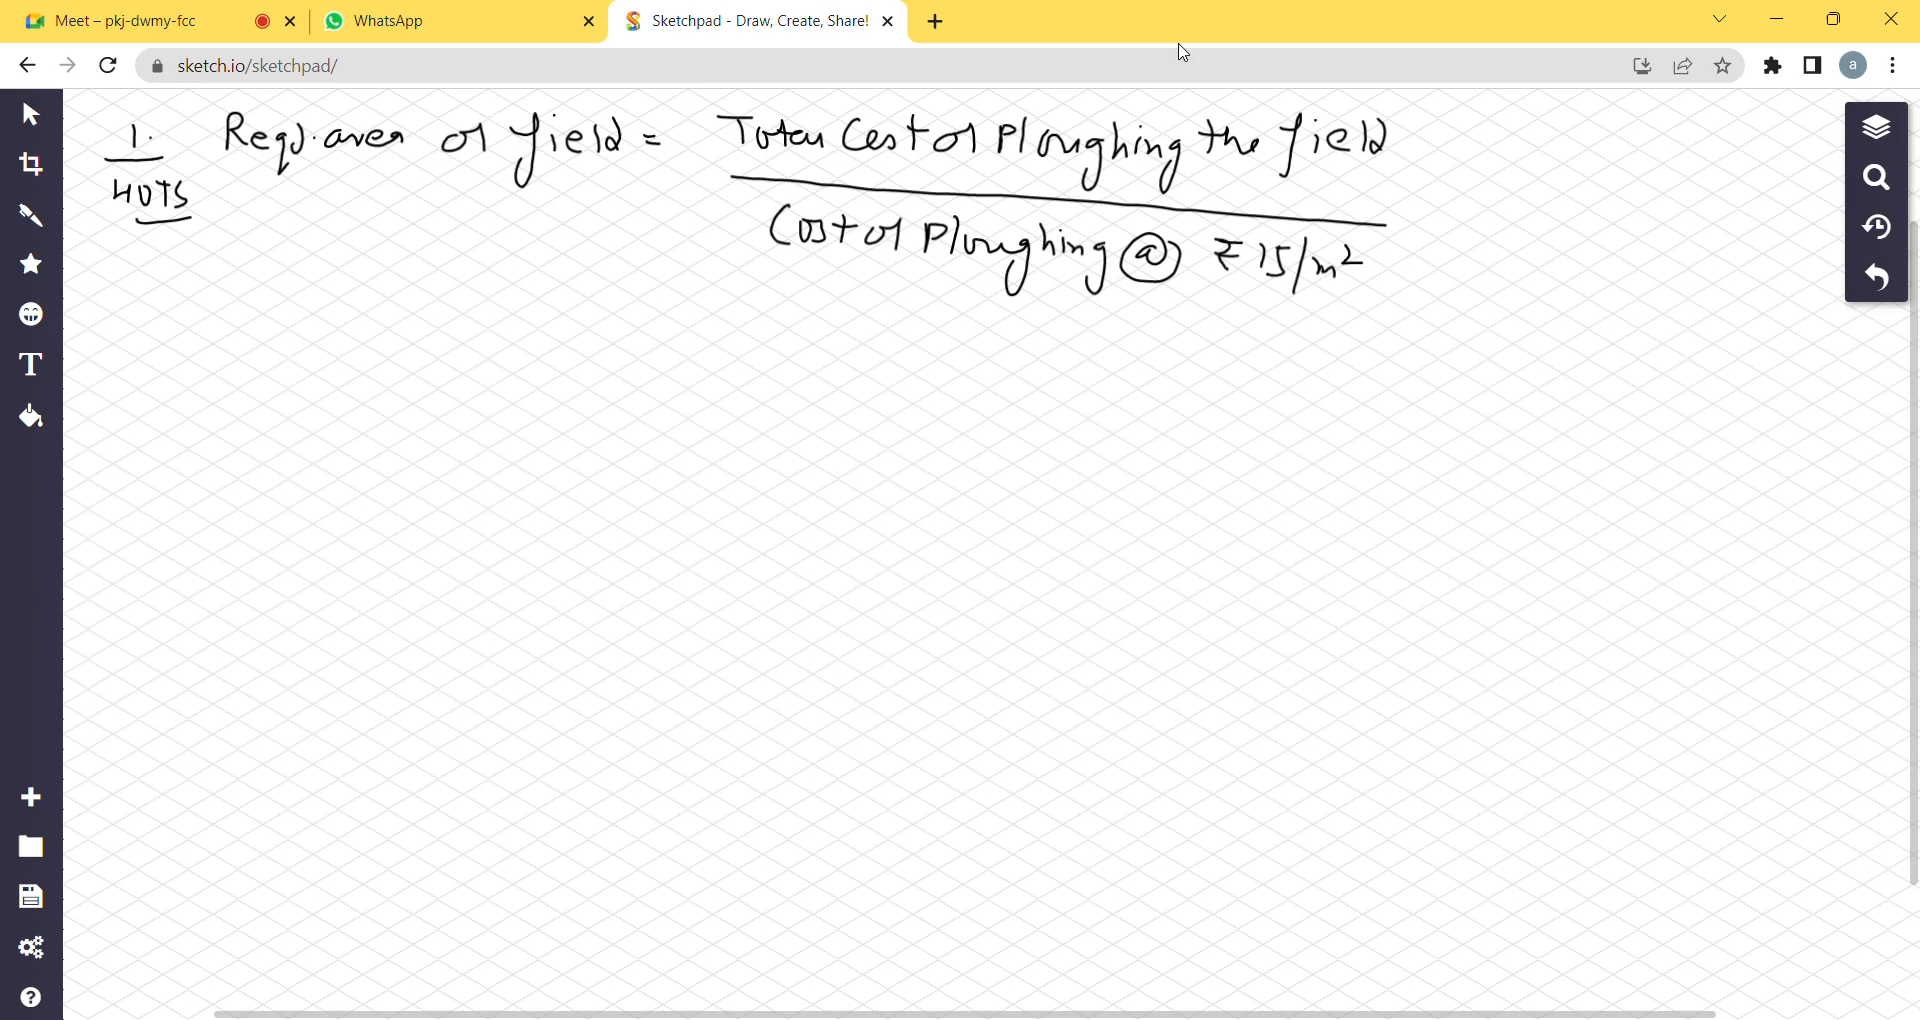 Meet – pkj-dwmy-fcc
WhatsApp
Sketchpad - Draw, Create, Share!
sketch.io/sketchpad/
a
1. Reqd. area of field = Total Cost of Ploughing the field
HOTS
Cost of Ploughing @ ₹ 15/m²
T